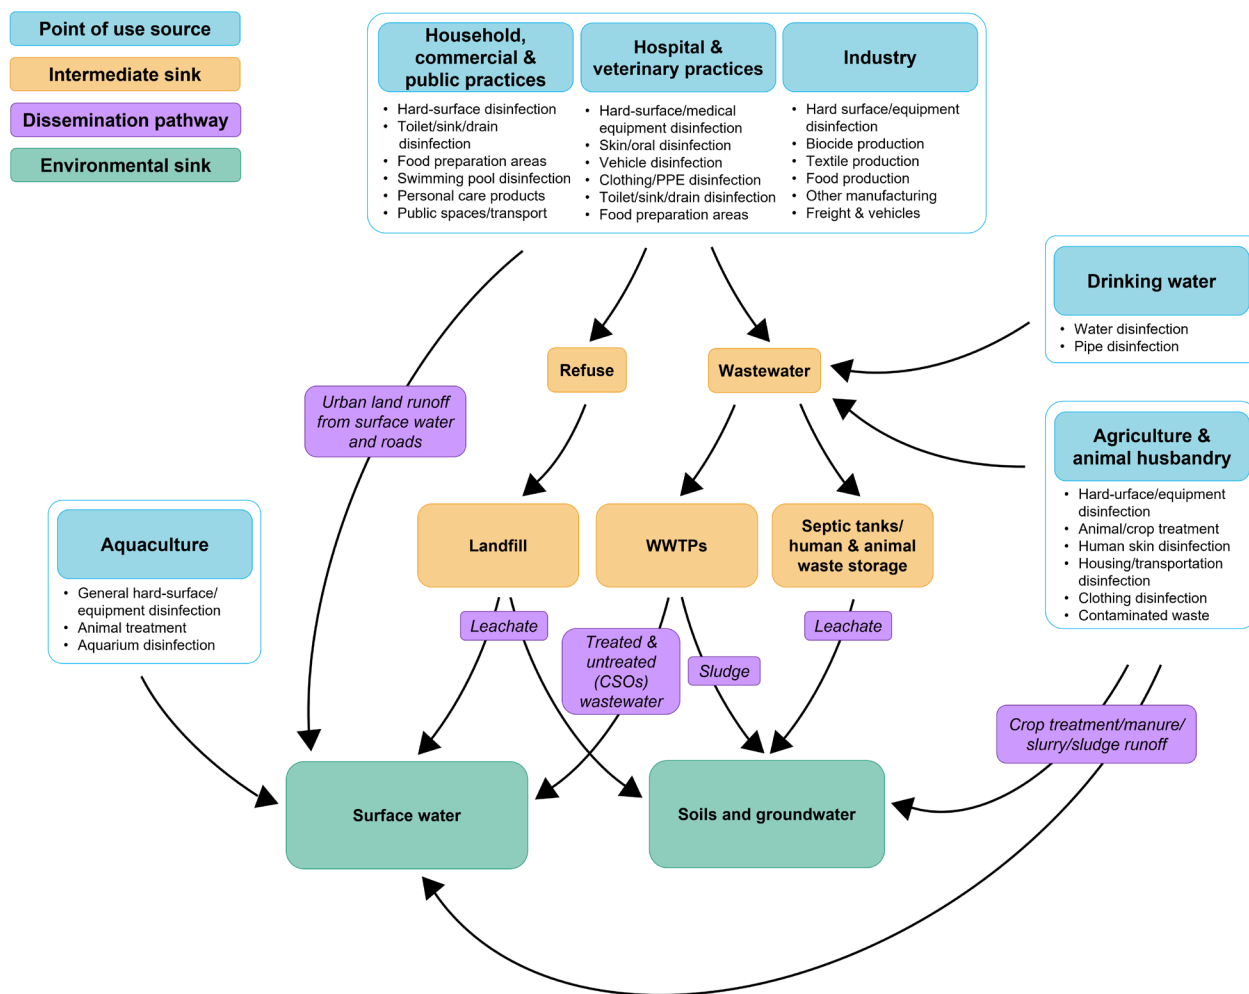 Point of use source
Intermediate sink
Dissemination pathway
Environmental sink
Household,
commercial &
public practices
• Hard-surface disinfection
• Toilet/sink/drain
disinfection
• Food preparation areas
• Swimming pool disinfection
• Personal care products
• Public spaces/transport
Hospital &
veterinary practices
• Hard-surface/medical
equipment disinfection
• Skin/oral disinfection
• Vehicle disinfection
• Clothing/PPE disinfection
• Toilet/sink/drain disinfection
• Food preparation areas
Industry
• Hard surface/equipment
disinfection
• Biocide production
• Textile production
• Food production
• Other manufacturing
• Freight & vehicles
Drinking water
• Water disinfection
• Pipe disinfection
Refuse
Wastewater
Urban land runoff
from surface water
and roads
Agriculture &
animal husbandry
• Hard-urface/equipment
disinfection
• Animal/crop treatment
• Human skin disinfection
• Housing/transportation
disinfection
• Clothing disinfection
• Contaminated waste
Aquaculture
• General hard-surface/
equipment disinfection
• Animal treatment
• Aquarium disinfection
Landfill
WWTPs
Septic tanks/
human & animal
waste storage
Leachate
Treated &
untreated
(CSOs)
wastewater
Sludge
Leachate
Crop treatment/manure/
slurry/sludge runoff
Surface water
Soils and groundwater